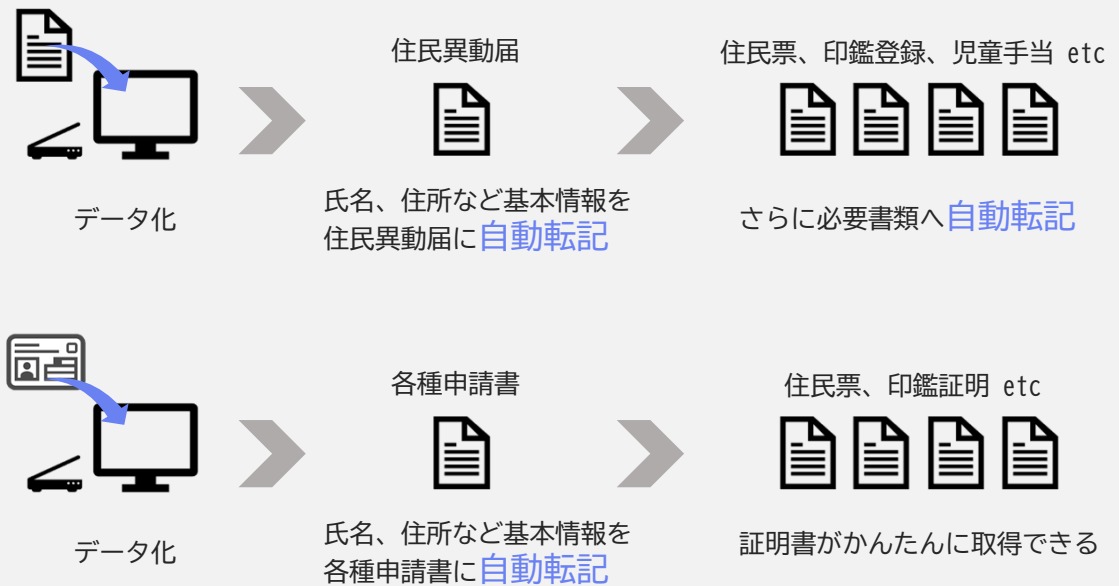 住民異動届
住民票、印鑑登録、児童手当 etc
データ化
氏名、住所など基本情報を
住民異動届に自動転記
さらに必要書類へ自動転記
各種申請書
住民票、印鑑証明 etc
データ化
氏名、住所など基本情報を
各種申請書に自動転記
証明書がかんたんに取得できる